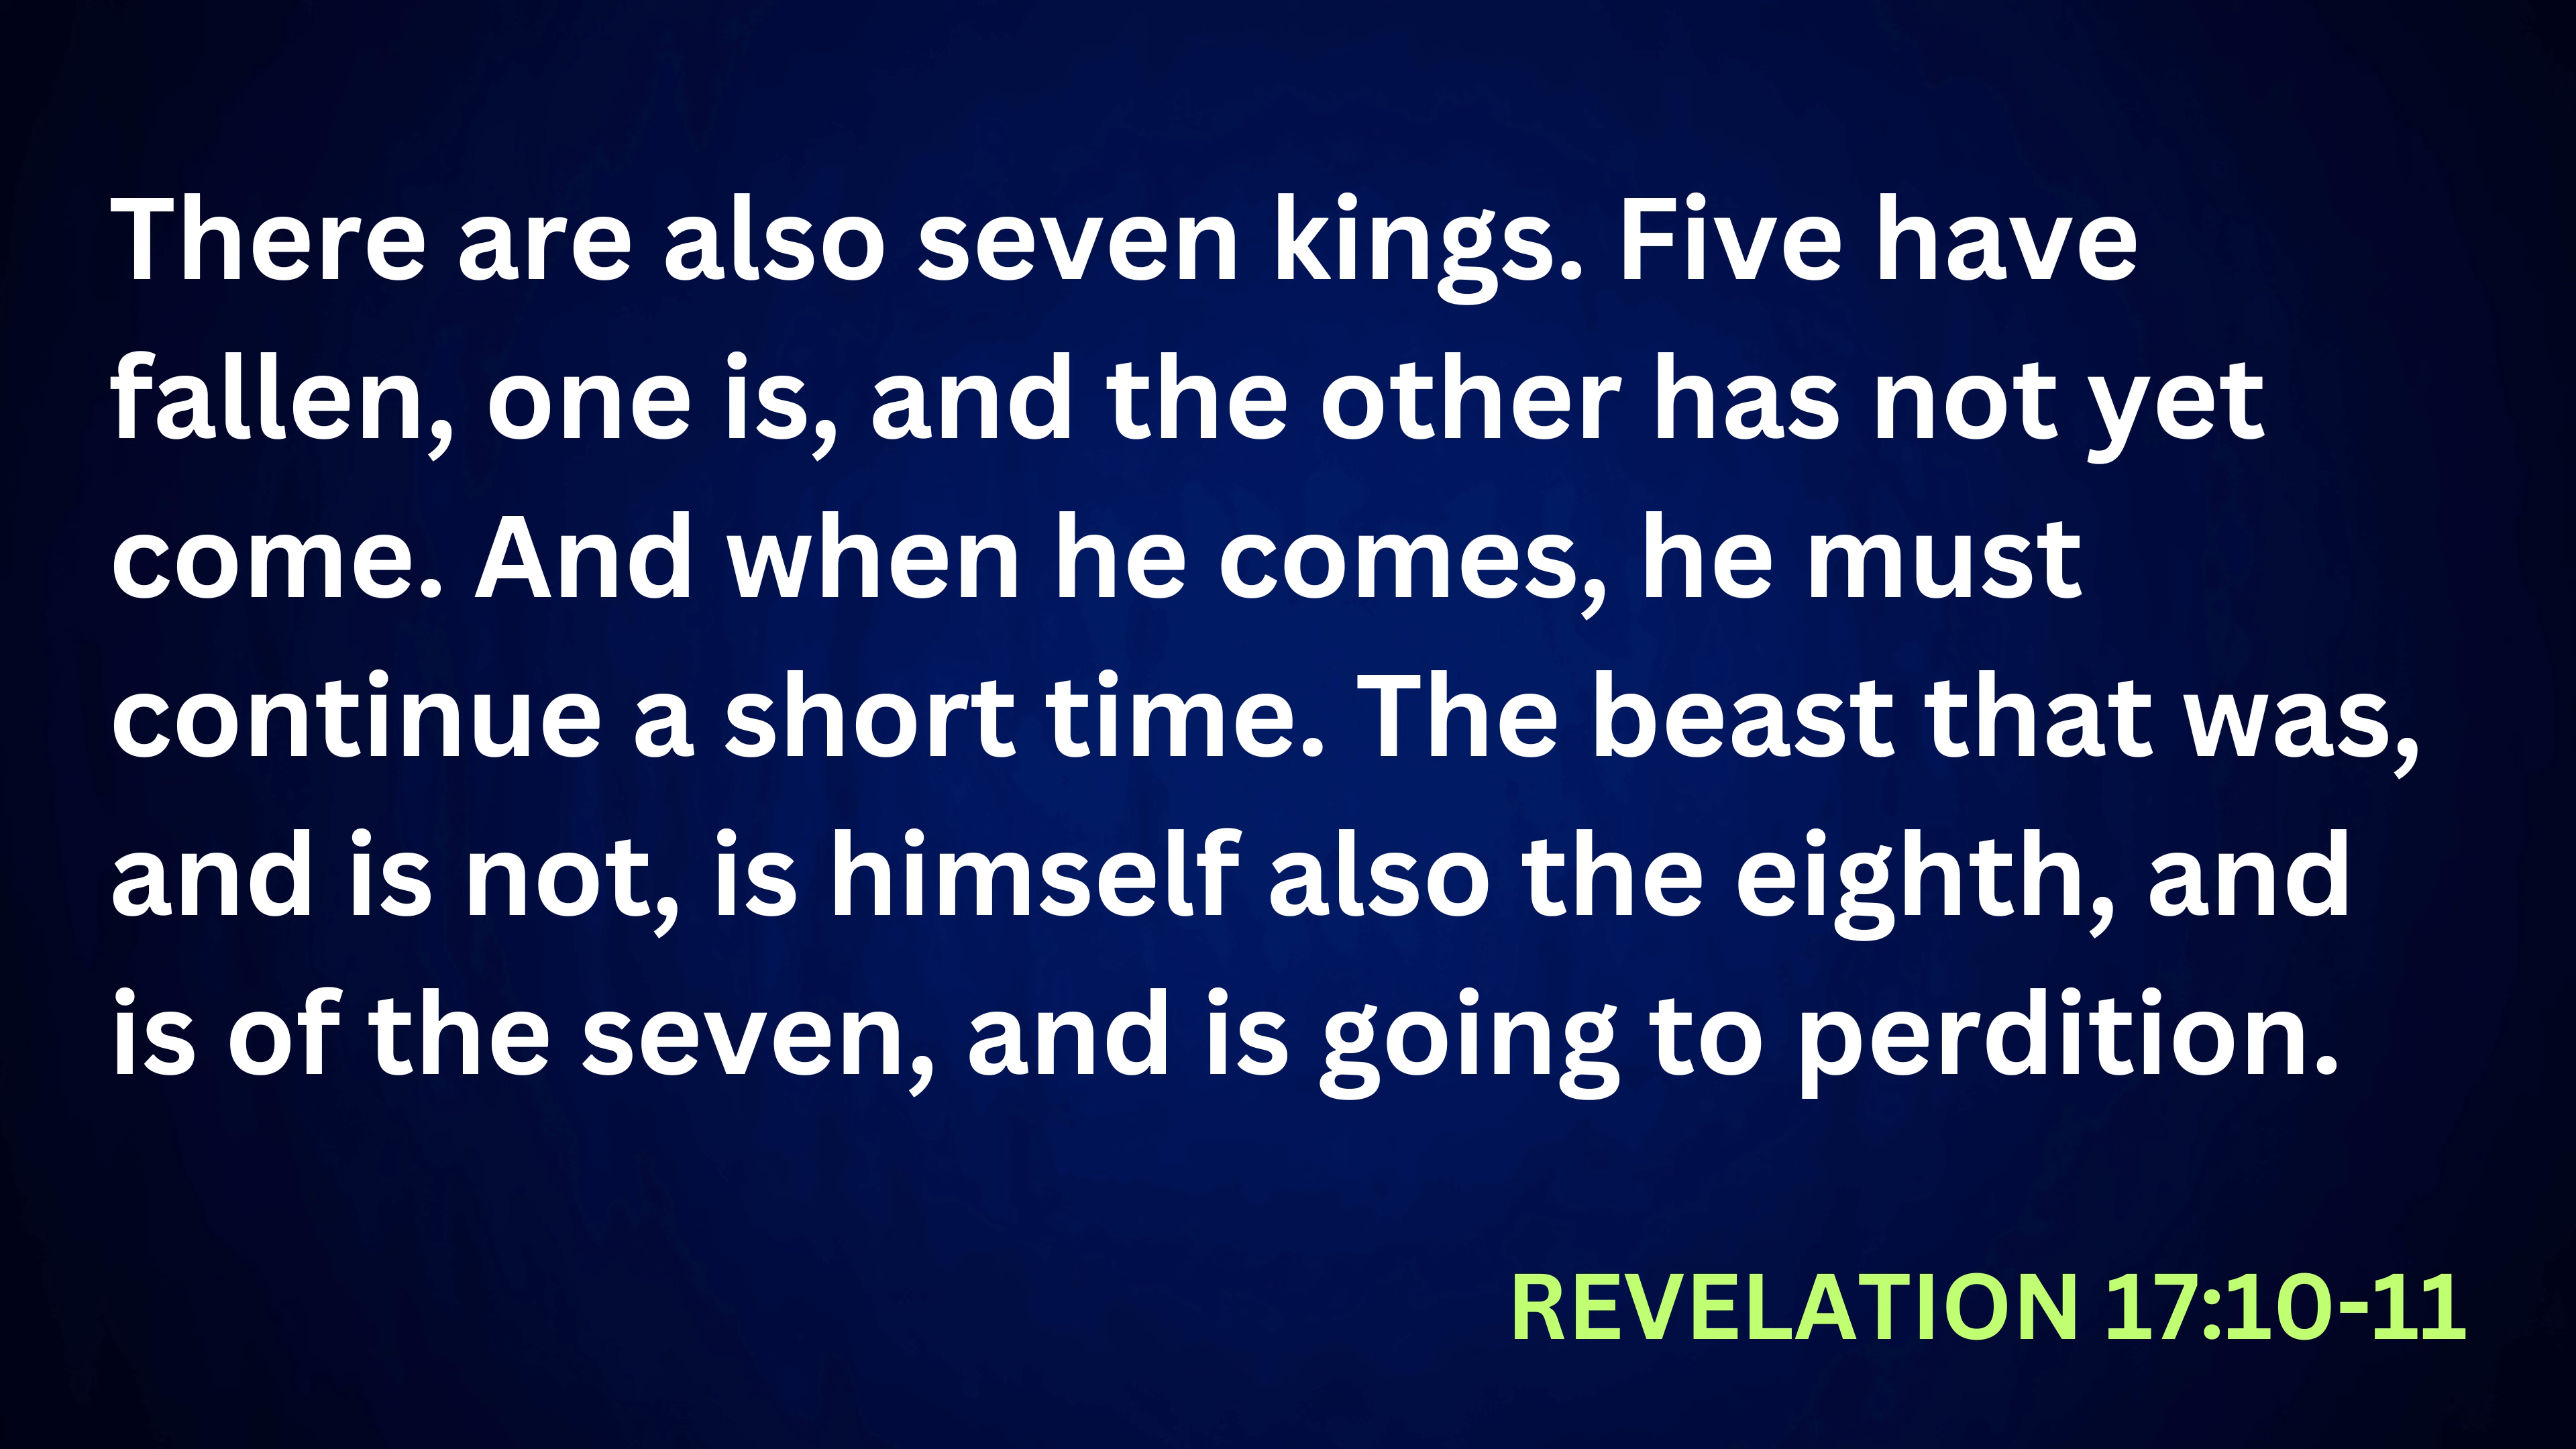 There are also seven kings. Five have
fallen, one is, and the other has not yet
come. And when he comes, he must
continue a short time. The beast that was,
and is not, is himself also the eighth, and
is of the seven, and is going to perdition.
REVELATION 17:10-11